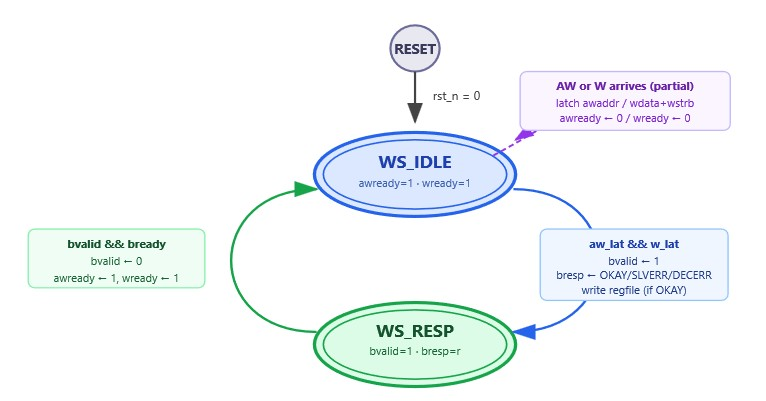 RESET
rst_n = 0
AW or W arrives (partial)
latch awaddr / wdata+wstrb
awready ← 0 / wready ← 0
WS_IDLE
awready=1 · wready=1
bvalid && bready
bvalid ← 0
awready ← 1, wready ← 1
aw_lat && w_lat
bvalid ← 1
bresp ← OKAY/SLVERR/DECERR
write regfile (if OKAY)
WS_RESP
bvalid=1 · bresp=r